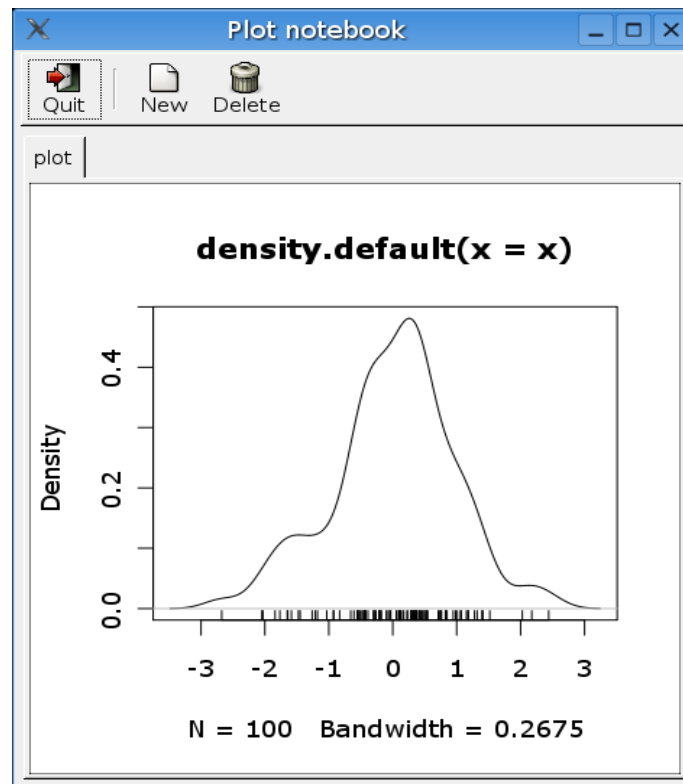 Plot notebook
Quit New Delete
plot
density.default(x = x)
Density
0.4
0.2
0.0
-3 -2 -1 0 1 2 3
N = 100 Bandwidth = 0.2675